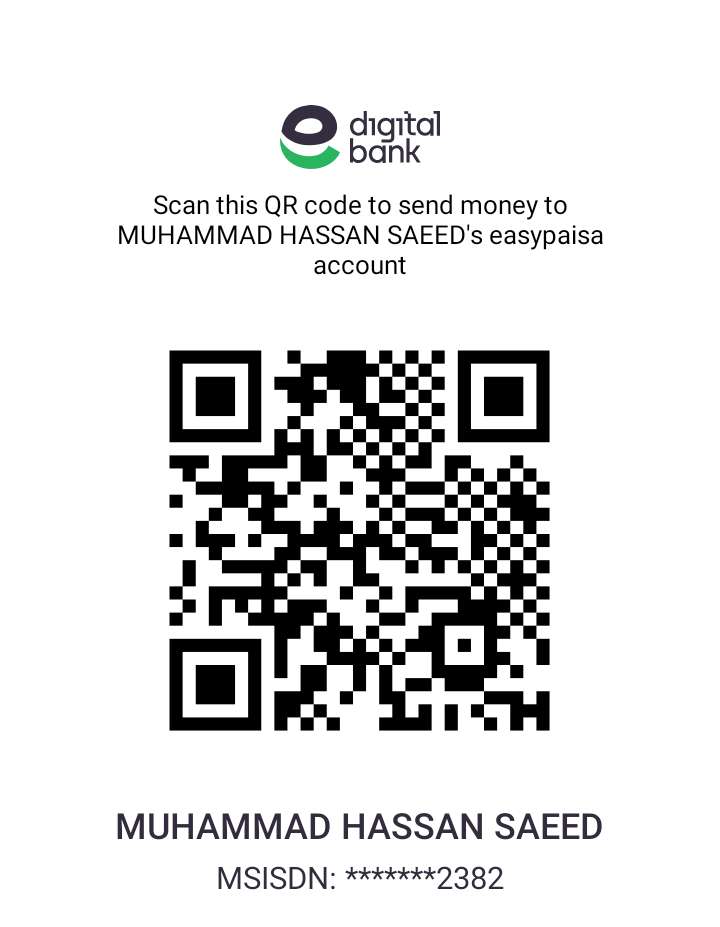 digital
bank
Scan this QR code to send money to
MUHAMMAD HASSAN SAEED's easypaisa
account
MUHAMMAD HASSAN SAEED
MSISDN: *******2382